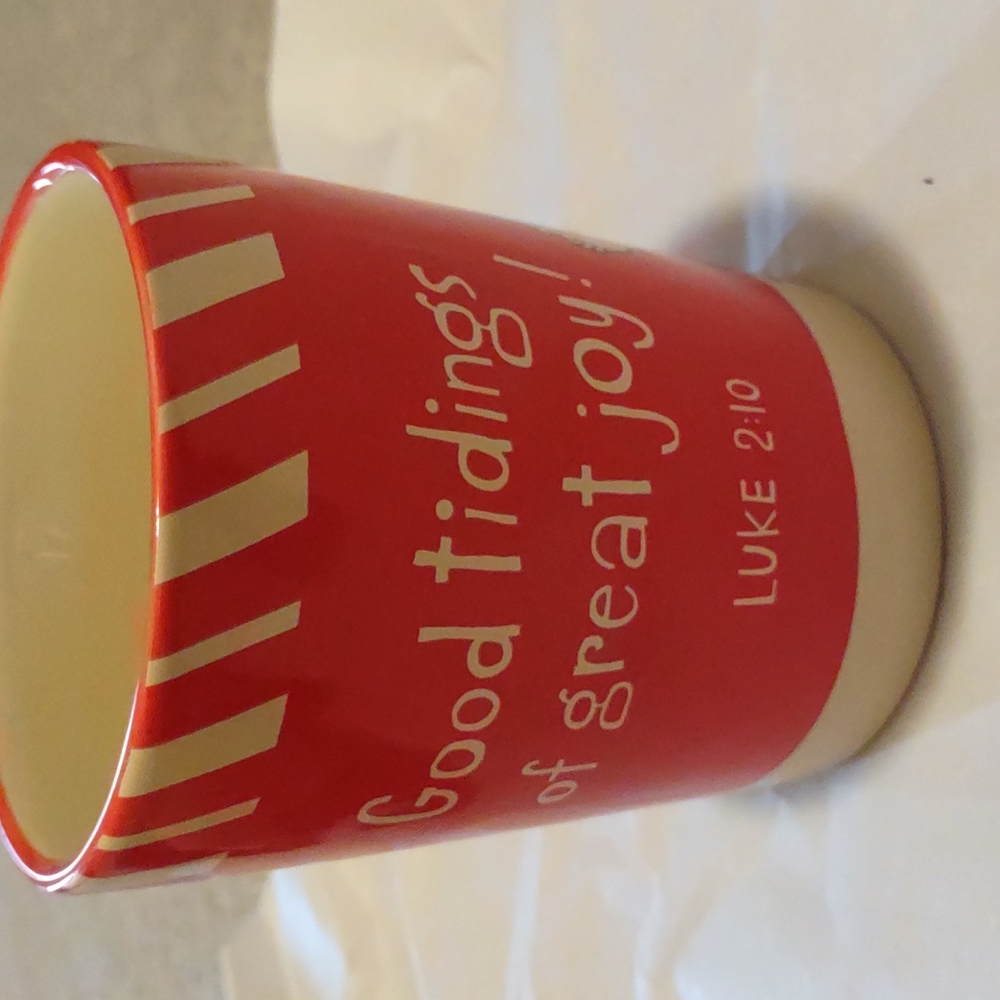 Good tidings
of great joy!
LUKE 2:10